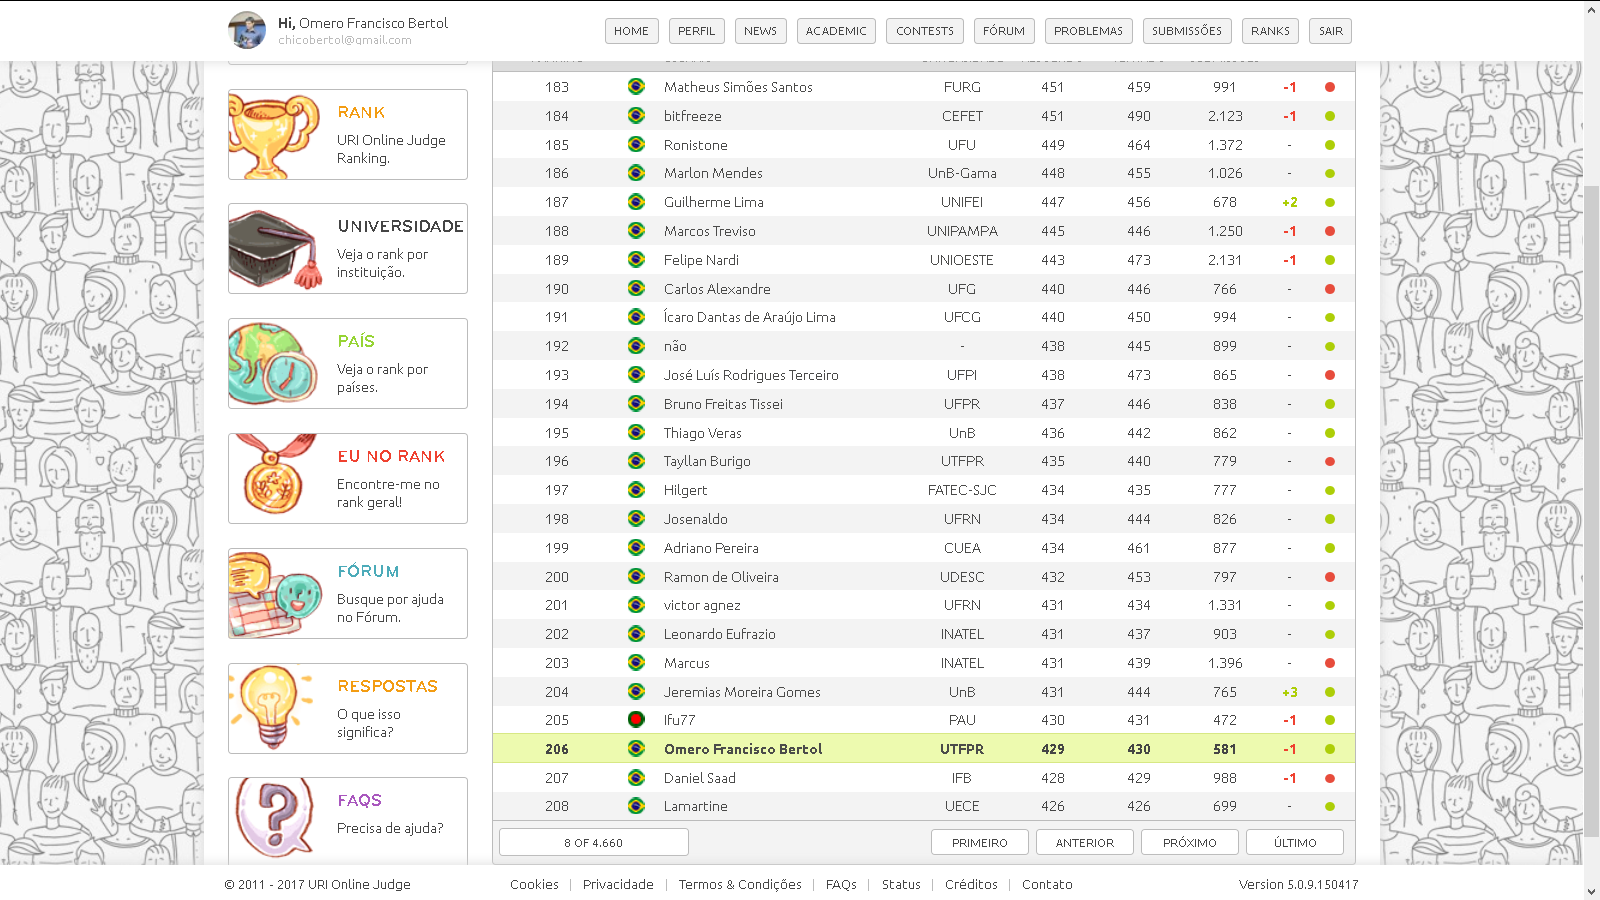 Hi, Omero Francisco Bertol
chicobertol@gmail.com
HOME PERFIL NEWS ACADEMIC CONTESTS FÓRUM PROBLEMAS SUBMISSÕES RANKS SAIR
RANK
URI Online Judge
Ranking.
UNIVERSIDADE
Veja o rank por
instituição.
PAÍS
Veja o rank por
países.
EU NO RANK
Encontre-me no
rank geral!
FÓRUM
Busque por ajuda
no Fórum.
RESPOSTAS
O que isso
significa?
FAQS
Precisa de ajuda?
183 Matheus Simões Santos FURG 451 459 991 -1
184 bitfreeze CEFET 451 490 2.123 -1
185 Ronistone UFU 449 464 1.372 -
186 Marlon Mendes UnB-Gama 448 455 1.026 -
187 Guilherme Lima UNIFEI 447 456 678 +2
188 Marcos Treviso UNIPAMPA 445 446 1.250 -1
189 Felipe Nardi UNIOESTE 443 473 2.131 -1
190 Carlos Alexandre UFG 440 446 766 -
191 Ícaro Dantas de Araújo Lima UFCG 440 450 994 -
192 não - 438 445 899 -
193 José Luís Rodrigues Terceiro UFPI 438 473 865 -
194 Bruno Freitas Tissei UFPR 437 446 838 -
195 Thiago Veras UnB 436 442 862 -
196 Tayllan Burigo UTFPR 435 440 779 -
197 Hilgert FATEC-SJC 434 435 777 -
198 Josenaldo UFRN 434 444 826 -
199 Adriano Pereira CUEA 434 461 877 -
200 Ramon de Oliveira UDESC 432 453 797 -
201 victor agnez UFRN 431 434 1.331 -
202 Leonardo Eufrazio INATEL 431 437 903 -
203 Marcus INATEL 431 439 1.396 -
204 Jeremias Moreira Gomes UnB 431 444 765 +3
205 Ifu77 PAU 430 431 472 -1
206 Omero Francisco Bertol UTFPR 429 430 581 -1
207 Daniel Saad IFB 428 429 988 -1
208 Lamartine UECE 426 426 699 -
8 OF 4.660 PRIMEIRO ANTERIOR PRÓXIMO ÚLTIMO
© 2011 - 2017 URI Online Judge Cookies | Privacidade | Termos & Condições | FAQs | Status | Créditos | Contato Version 5.0.9.150417